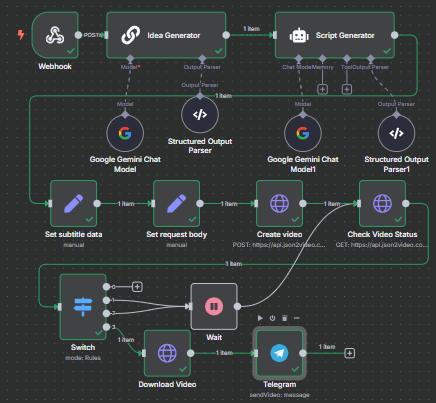 POST
Webhook
Idea Generator
1 item
Script Generator
Model*
Output Parser
Chat Model
Memory
Tool
Output Parser
Output Parser
1 item
Model
Model
Output Parser
Google Gemini Chat
Model
Structured Output
Parser
Google Gemini Chat
Model1
Structured Output
Parser1
1 item
1 item
1 item
1 item
Set subtitle data
manual
Set request body
manual
Create video
POST: https://api.json2video.co...
Check Video Status
GET: https://api.json2video.co...
1 item
0
1
2
3
Switch
mode: Rules
Wait
1 item
1 item
1 item
Download Video
Telegram
sendVideo: message